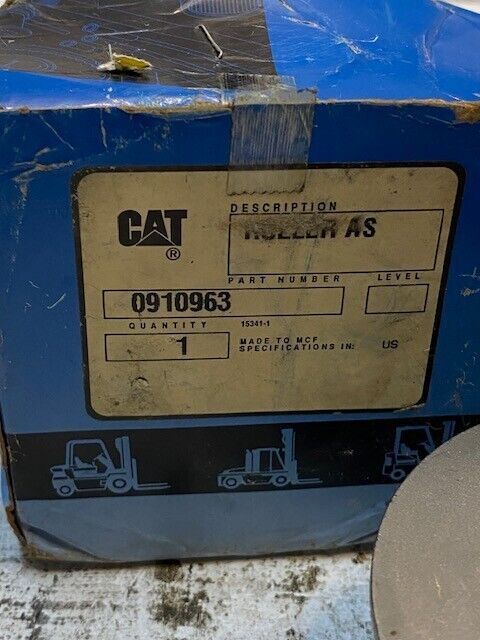 CAT
®
DESCRIPTION
ROLLER AS
PART NUMBER LEVEL
0910963
QUANTITY 15341-1
1
MADE TO MCF
SPECIFICATIONS IN: US